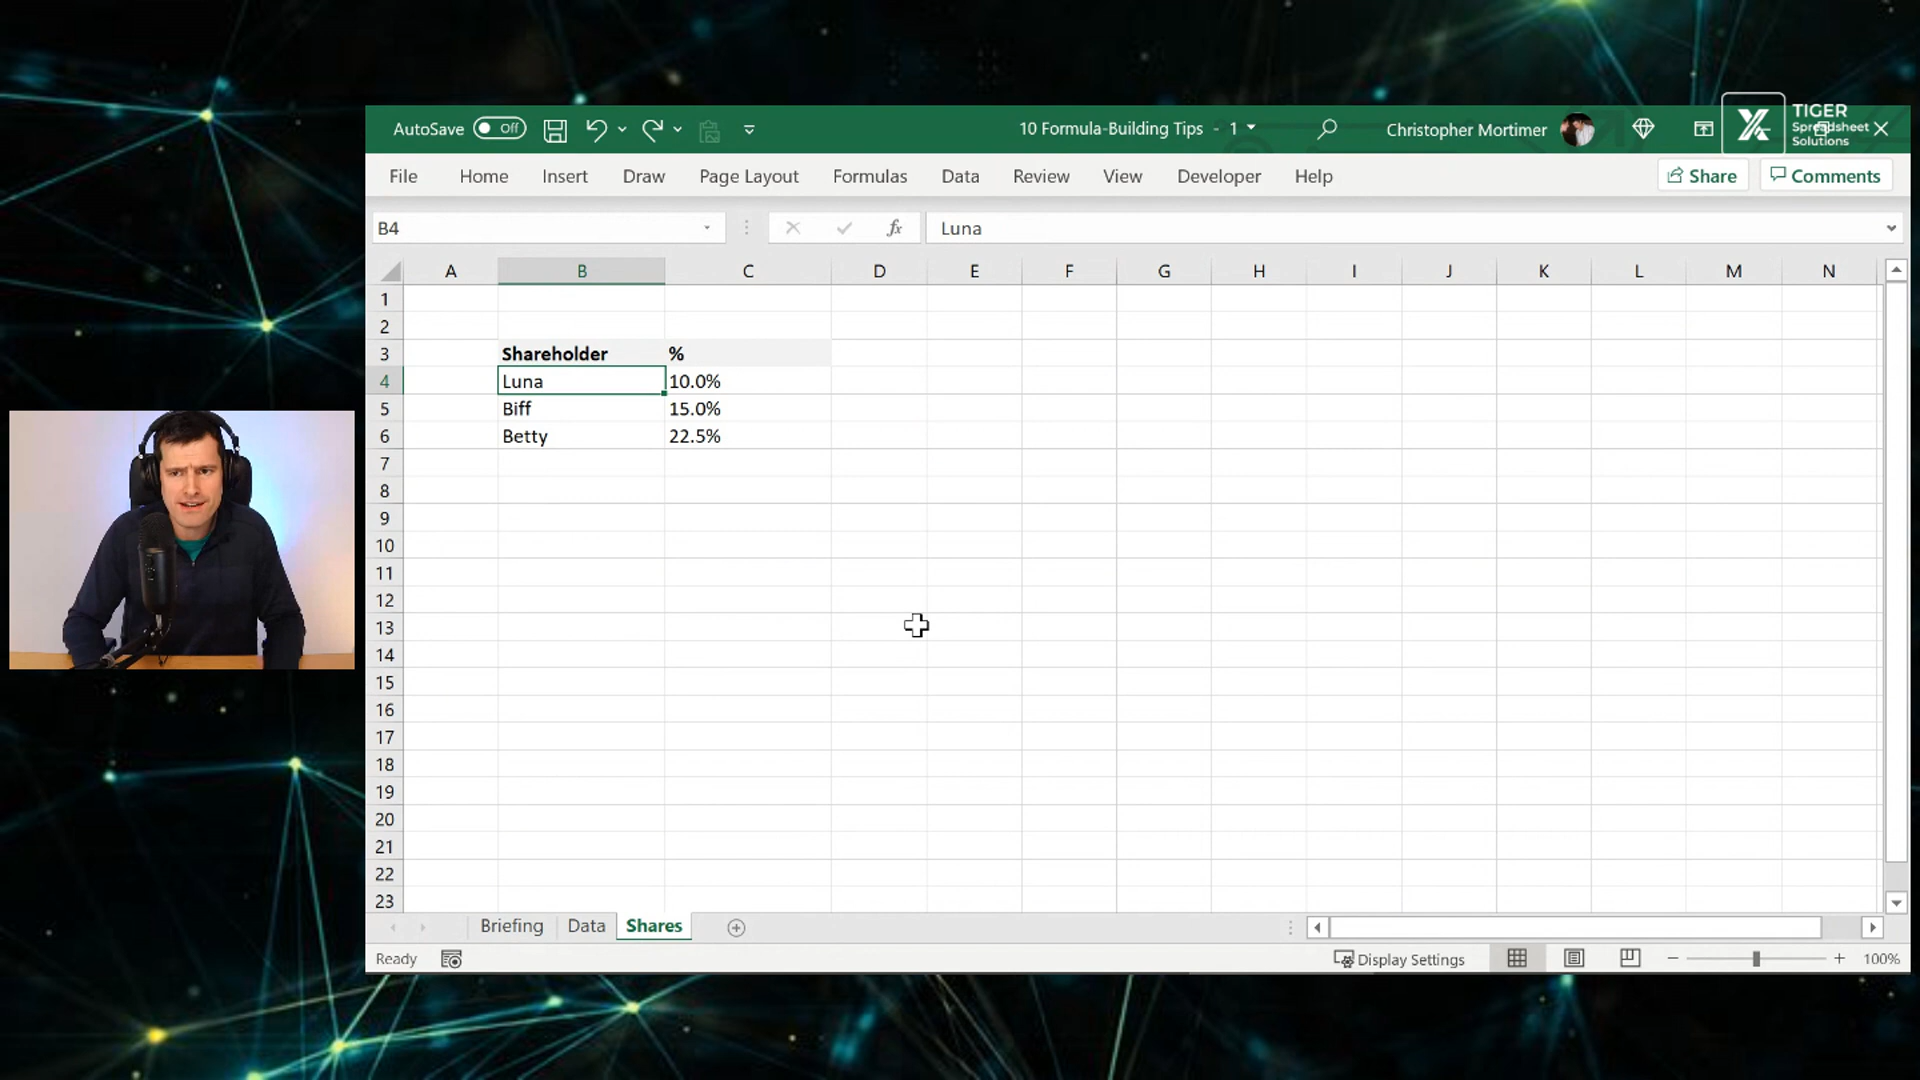 AutoSave Off 10 Formula-Building Tips - 1 Christopher Mortimer
TIGER
Spreadsheet
Solutions
File Home Insert Draw Page Layout Formulas Data Review View Developer Help Share Comments
B4 fx Luna
A B C D E F G H I J K L M N
1
2
3 Shareholder %
4 Luna 10.0%
5 Biff 15.0%
6 Betty 22.5%
7
8
9
10
11
12
13
14
15
16
17
18
19
20
21
22
23
Briefing Data Shares
Ready Display Settings 100%